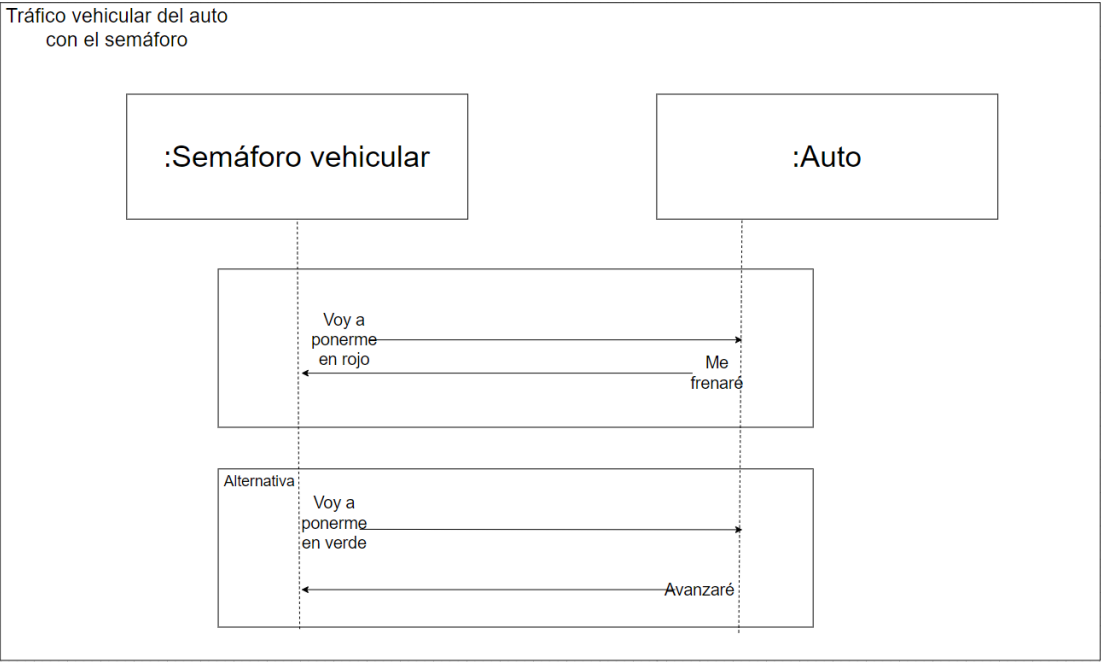 Tráfico vehicular del auto
con el semáforo
:Semáforo vehicular
:Auto
Voy a
ponerme
en rojo
Me
frenaré
Alternativa
Voy a
ponerme
en verde
Avanzaré